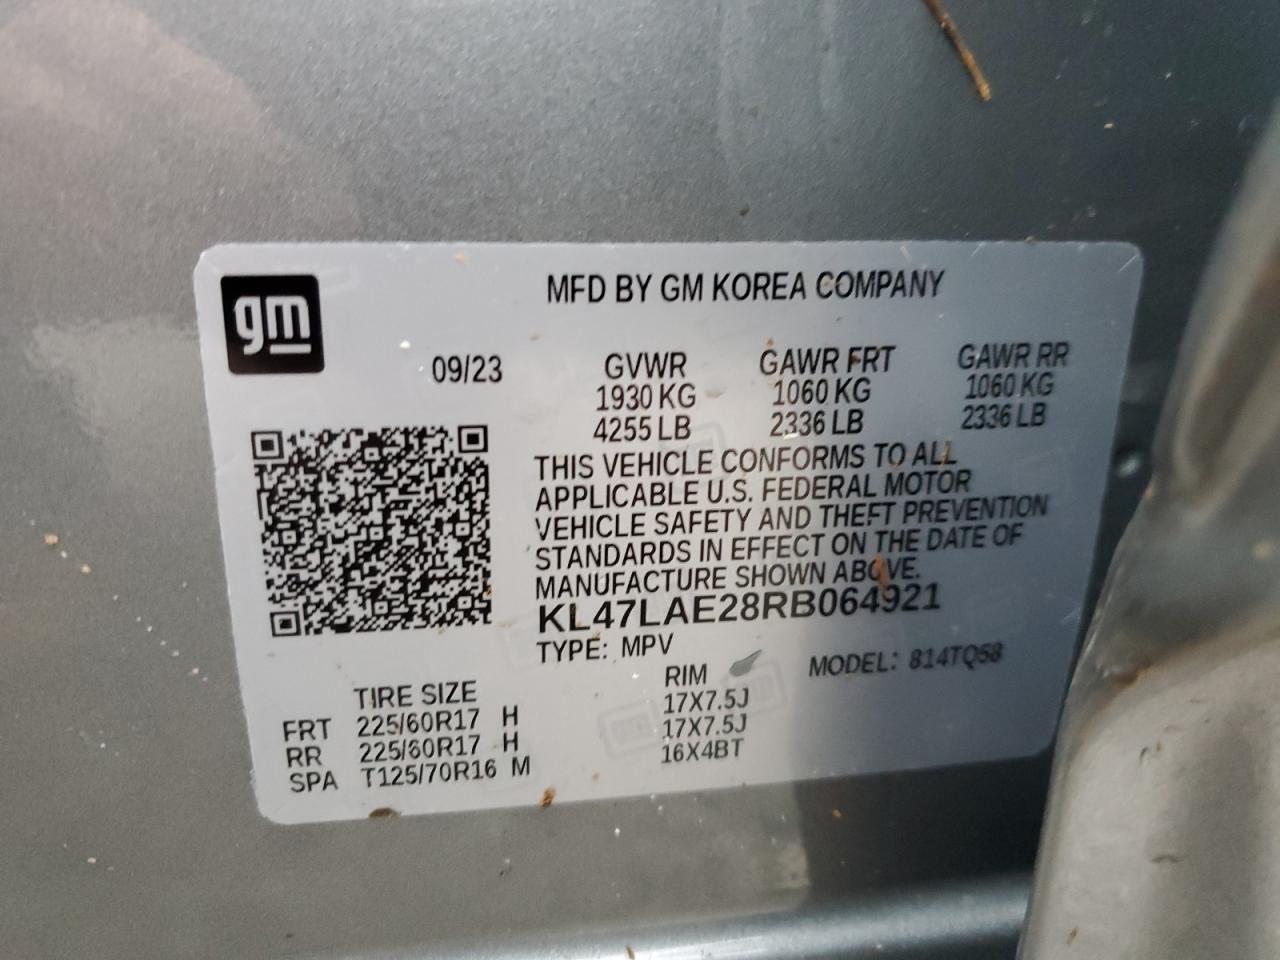 gm
MFD BY GM KOREA COMPANY
09/23 GVWR GAWR FRT GAWR RR
1930 KG 1060 KG 1060 KG
4255 LB 2336 LB 2336 LB
THIS VEHICLE CONFORMS TO ALL
APPLICABLE U.S. FEDERAL MOTOR
VEHICLE SAFETY AND THEFT PREVENTION
STANDARDS IN EFFECT ON THE DATE OF
MANUFACTURE SHOWN ABOVE.
KL47LAE28RB064921
TYPE: MPV MODEL: 814TQ58
TIRE SIZE RIM
FRT 225/60R17 H 17X7.5J
RR 225/60R17 H 17X7.5J
SPA T125/70R16 M 16X4BT